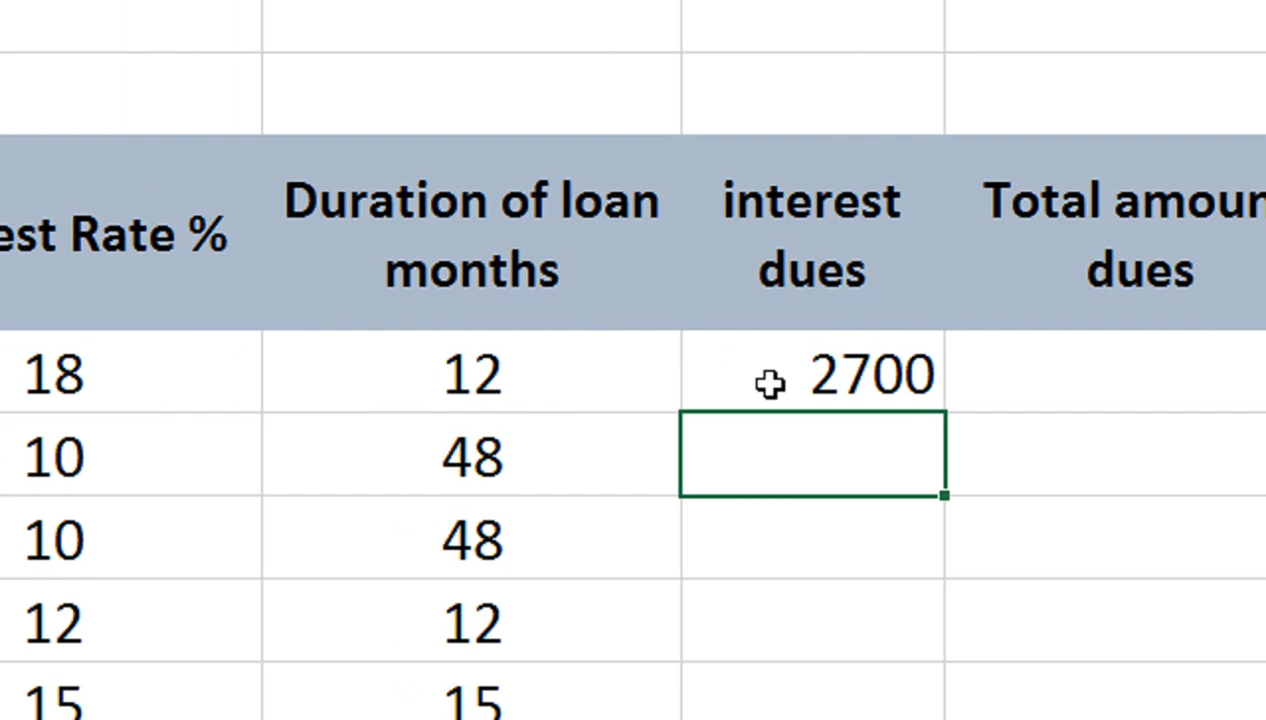 est Rate % Duration of loan months interest dues Total amoun dues
18 12 2700
10 48
10 48
12 12
15 15